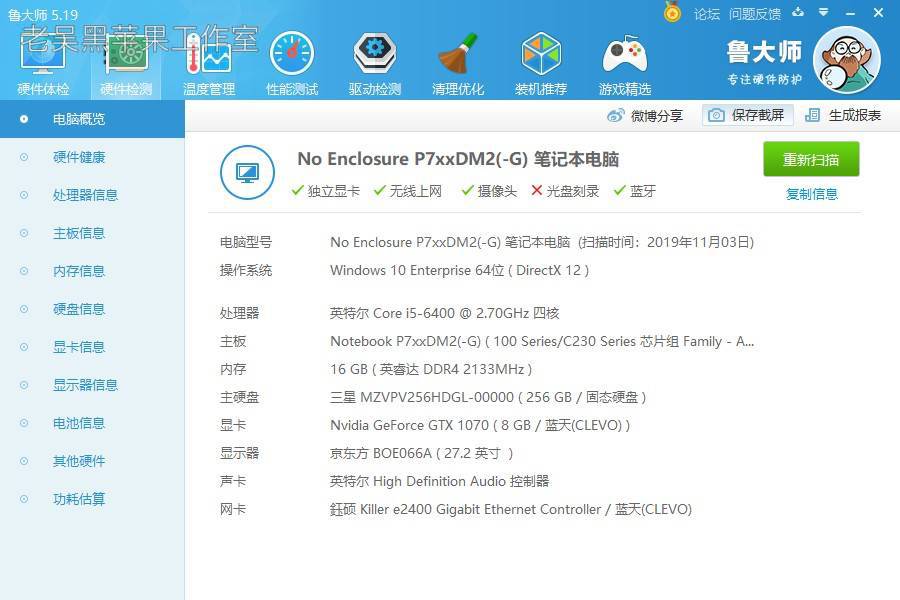 鲁大师 5.19
论坛 问题反馈
老吴黑苹果工作室
硬件体检 硬件检测 温度管理 性能测试 驱动检测 清理优化 装机推荐 游戏精选
鲁大师
专注硬件防护
微博分享 保存截屏 生成报表
电脑概览
硬件健康
处理器信息
主板信息
内存信息
硬盘信息
显卡信息
显示器信息
电池信息
其他硬件
功耗估算
No Enclosure P7xxDM2(-G) 笔记本电脑
重新扫描
独立显卡 无线上网 摄像头 光盘刻录 蓝牙
复制信息
电脑型号 No Enclosure P7xxDM2(-G) 笔记本电脑 (扫描时间：2019年11月03日)
操作系统 Windows 10 Enterprise 64位 ( DirectX 12 )
处理器 英特尔 Core i5-6400 @ 2.70GHz 四核
主板 Notebook P7xxDM2(-G) ( 100 Series/C230 Series 芯片组 Family - A...
内存 16 GB ( 英睿达 DDR4 2133MHz )
主硬盘 三星 MZVPV256HDGL-00000 ( 256 GB / 固态硬盘 )
显卡 Nvidia GeForce GTX 1070 ( 8 GB / 蓝天(CLEVO) )
显示器 京东方 BOE066A ( 27.2 英寸 )
声卡 英特尔 High Definition Audio 控制器
网卡 鈺硕 Killer e2400 Gigabit Ethernet Controller / 蓝天(CLEVO)